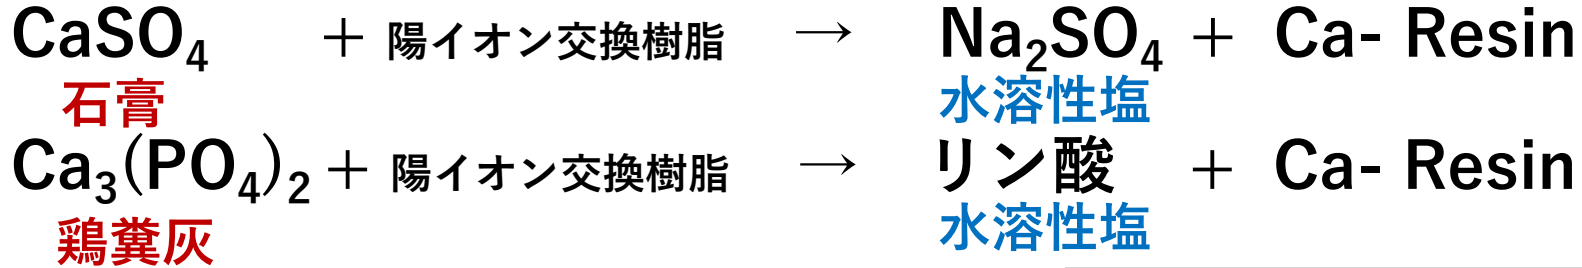 CaSO₄ + 陽イオン交換樹脂 → Na₂SO₄ + Ca- Resin
石膏 水溶性塩
Ca₃(PO₄)₂ + 陽イオン交換樹脂 → リン酸 + Ca- Resin
鶏糞灰 水溶性塩